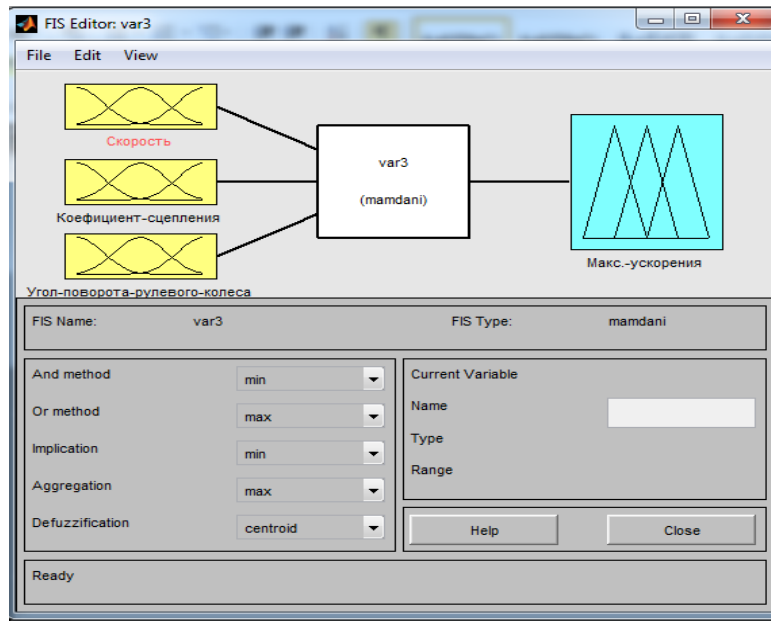 FIS Editor: var3
File Edit View
Скорость
Коефициент-сцепления
Угол-поворота-рулевого-колеса
var3
(mamdani)
Макс.-ускорения
FIS Name: var3 FIS Type: mamdani
And method min
Or method max
Implication min
Aggregation max
Defuzzification centroid
Current Variable
Name
Type
Range
Help Close
Ready